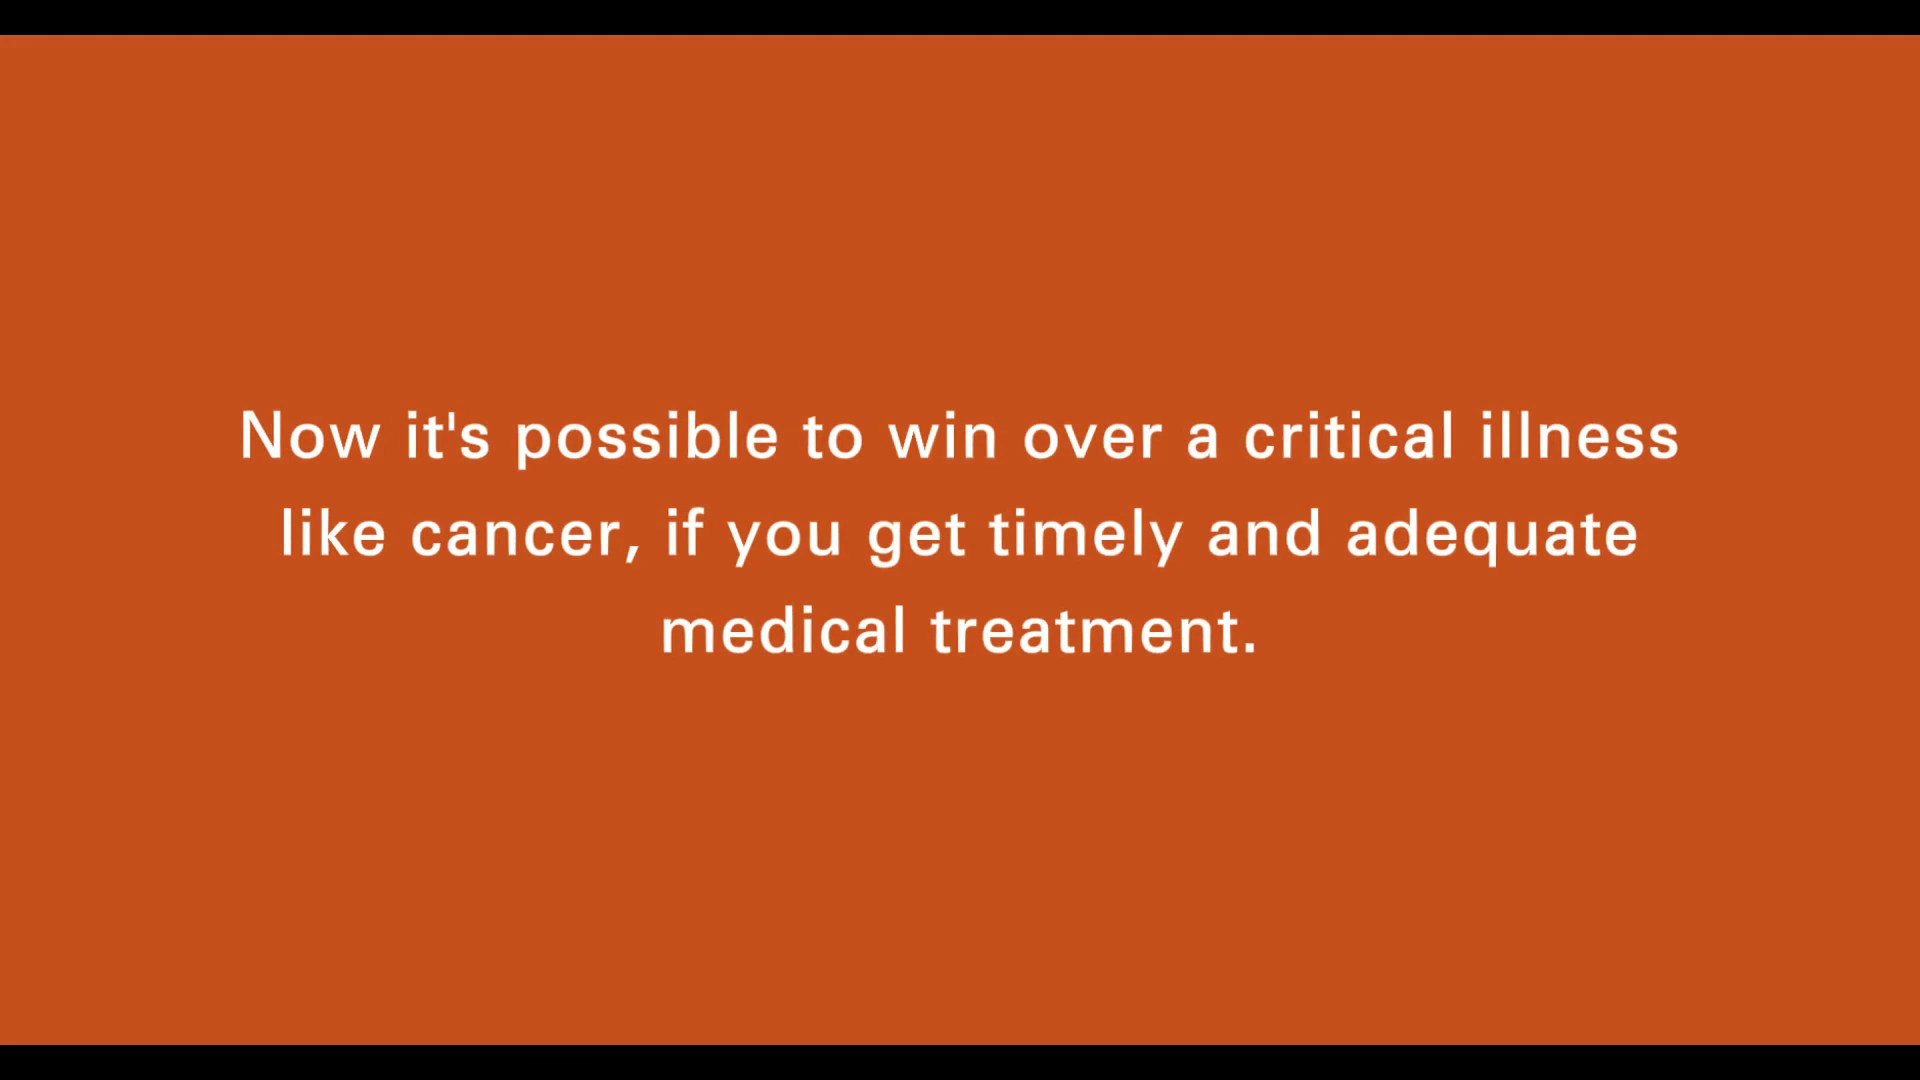 Now it's possible to win over a critical illness
like cancer, if you get timely and adequate
medical treatment.